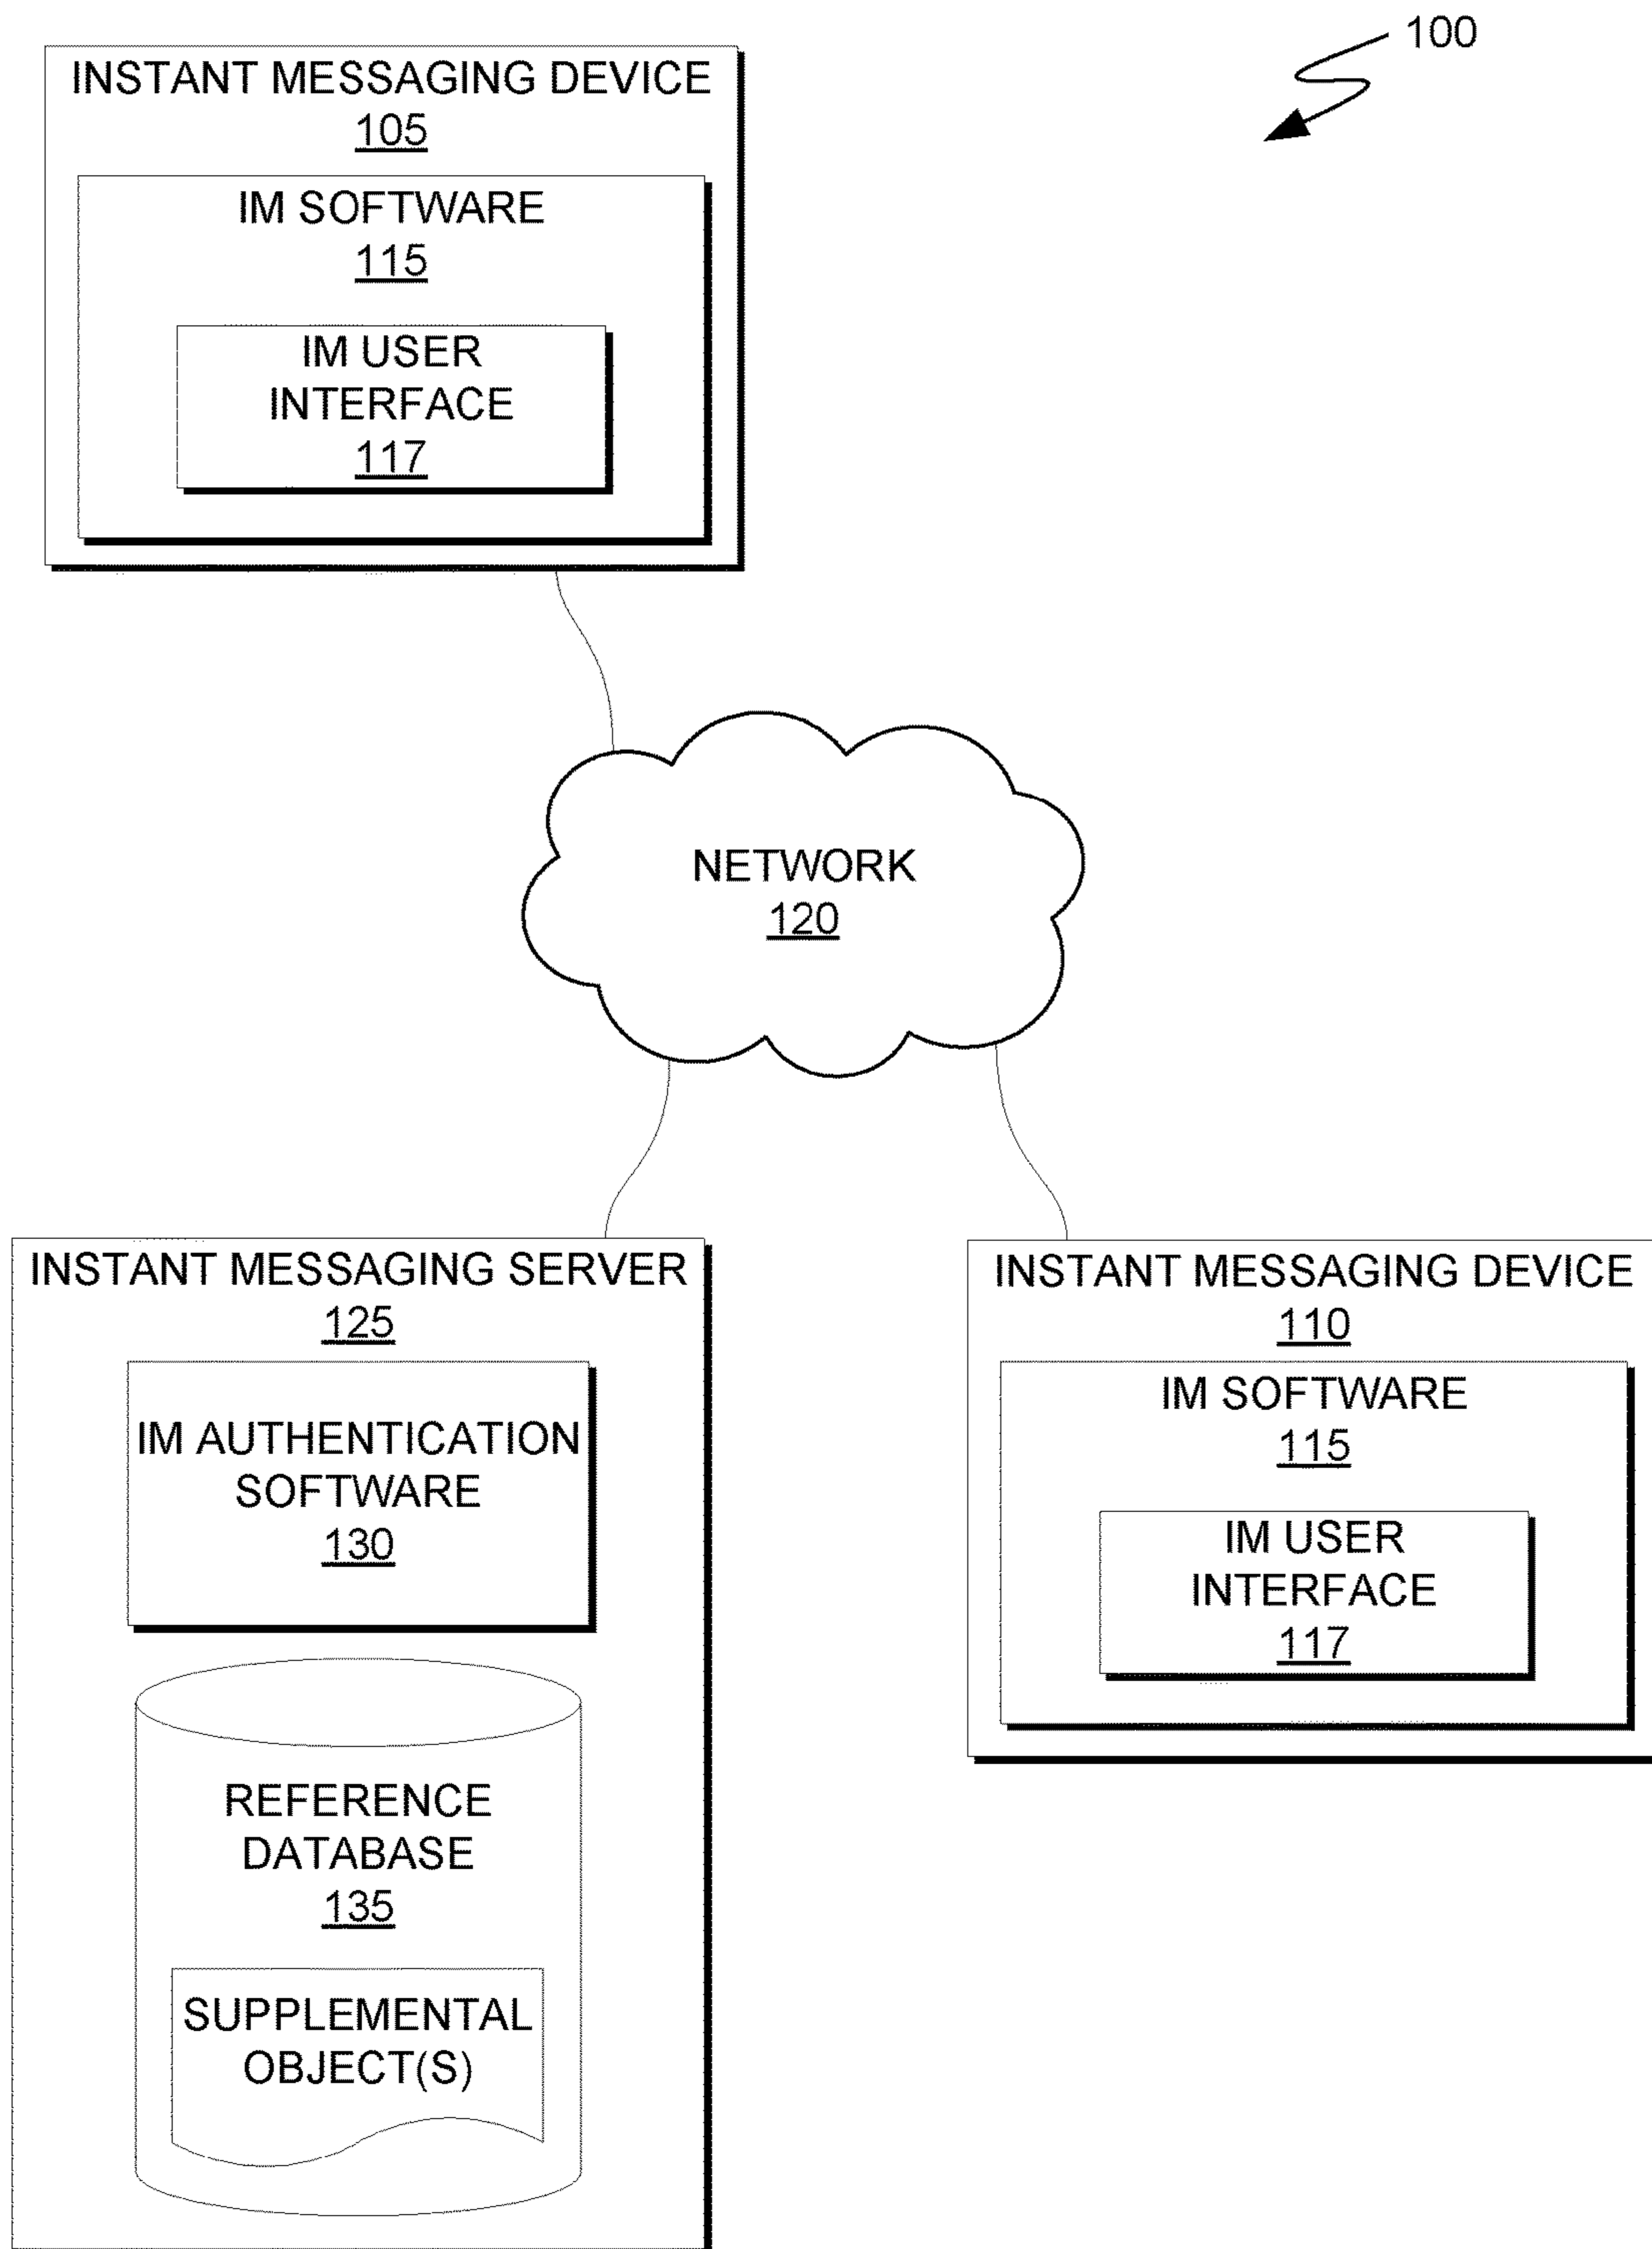 100
INSTANT MESSAGING DEVICE
105
IM SOFTWARE
115
IM USER
INTERFACE
117
NETWORK
120
INSTANT MESSAGING SERVER
125
IM AUTHENTICATION
SOFTWARE
130
REFERENCE
DATABASE
135
SUPPLEMENTAL
OBJECT(S)
INSTANT MESSAGING DEVICE
110
IM SOFTWARE
115
IM USER
INTERFACE
117